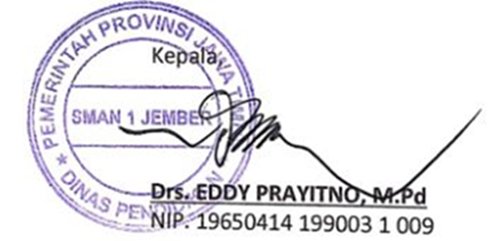 PEMERINTAH PROVINSI JAWA TIMUR
Kepala,
SMAN 1 JEMBER
Drs. EDDY PRAYITNO, M.Pd
NIP. 19650414 199003 1 009
* DINAS PENDIDIKAN